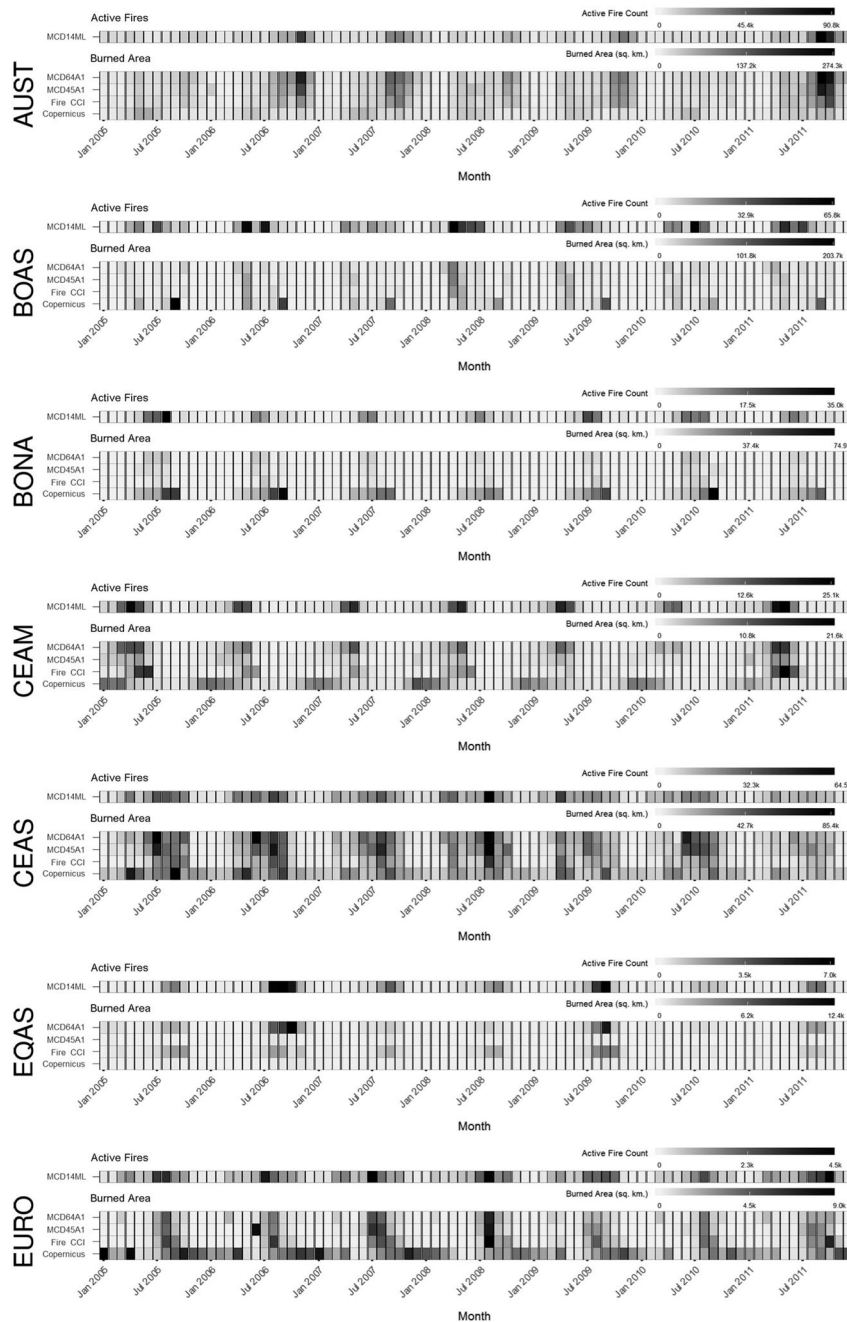 Active Fires
Active Fire Count
MCD14ML
0 45.4k 90.8k
Burned Area
Burned Area (sq. km.)
0 137.2k 274.3k
MCD64A1
MCD45A1
Fire CCI
Copernicus
AUST
Jan 2005 Jul 2005 Jan 2006 Jul 2006 Jan 2007 Jul 2007 Jan 2008 Jul 2008 Jan 2009 Jul 2009 Jan 2010 Jul 2010 Jan 2011 Jul 2011
Month
Active Fires
Active Fire Count
MCD14ML
0 32.9k 65.8k
Burned Area
Burned Area (sq. km.)
0 101.8k 203.7k
MCD64A1
MCD45A1
Fire CCI
Copernicus
BOAS
Jan 2005 Jul 2005 Jan 2006 Jul 2006 Jan 2007 Jul 2007 Jan 2008 Jul 2008 Jan 2009 Jul 2009 Jan 2010 Jul 2010 Jan 2011 Jul 2011
Month
Active Fires
Active Fire Count
MCD14ML
0 17.5k 35.0k
Burned Area
Burned Area (sq. km.)
0 37.4k 74.9
MCD64A1
MCD45A1
Fire CCI
Copernicus
BONA
Jan 2005 Jul 2005 Jan 2006 Jul 2006 Jan 2007 Jul 2007 Jan 2008 Jul 2008 Jan 2009 Jul 2009 Jan 2010 Jul 2010 Jan 2011 Jul 2011
Month
Active Fires
Active Fire Count
MCD14ML
0 12.6k 25.1k
Burned Area
Burned Area (sq. km.)
0 10.8k 21.6k
MCD64A1
MCD45A1
Fire CCI
Copernicus
CEAM
Jan 2005 Jul 2005 Jan 2006 Jul 2006 Jan 2007 Jul 2007 Jan 2008 Jul 2008 Jan 2009 Jul 2009 Jan 2010 Jul 2010 Jan 2011 Jul 2011
Month
Active Fires
Active Fire Count
MCD14ML
0 32.3k 64.5
Burned Area
Burned Area (sq. km.)
0 42.7k 85.4k
MCD64A1
MCD45A1
Fire CCI
Copernicus
CEAS
Jan 2005 Jul 2005 Jan 2006 Jul 2006 Jan 2007 Jul 2007 Jan 2008 Jul 2008 Jan 2009 Jul 2009 Jan 2010 Jul 2010 Jan 2011 Jul 2011
Month
Active Fires
Active Fire Count
MCD14ML
0 3.5k 7.0k
Burned Area
Burned Area (sq. km.)
0 6.2k 12.4k
MCD64A1
MCD45A1
Fire CCI
Copernicus
EQAS
Jan 2005 Jul 2005 Jan 2006 Jul 2006 Jan 2007 Jul 2007 Jan 2008 Jul 2008 Jan 2009 Jul 2009 Jan 2010 Jul 2010 Jan 2011 Jul 2011
Month
Active Fires
Active Fire Count
MCD14ML
0 2.3k 4.5k
Burned Area
Burned Area (sq. km.)
0 4.5k 9.0k
MCD64A1
MCD45A1
Fire CCI
Copernicus
EURO
Jan 2005 Jul 2005 Jan 2006 Jul 2006 Jan 2007 Jul 2007 Jan 2008 Jul 2008 Jan 2009 Jul 2009 Jan 2010 Jul 2010 Jan 2011 Jul 2011
Month